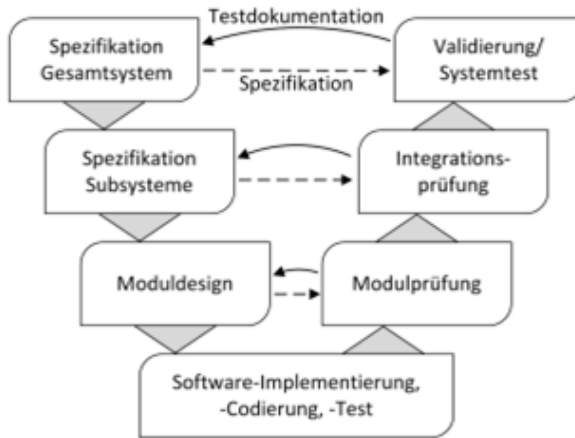 Testdokumentation
Spezifikation
Gesamtsystem
Validierung/
Systemtest
Spezifikation
Spezifikation
Subsysteme
Integrations-
prüfung
Moduldesign
Modulprüfung
Software-Implementierung,
-Codierung, -Test